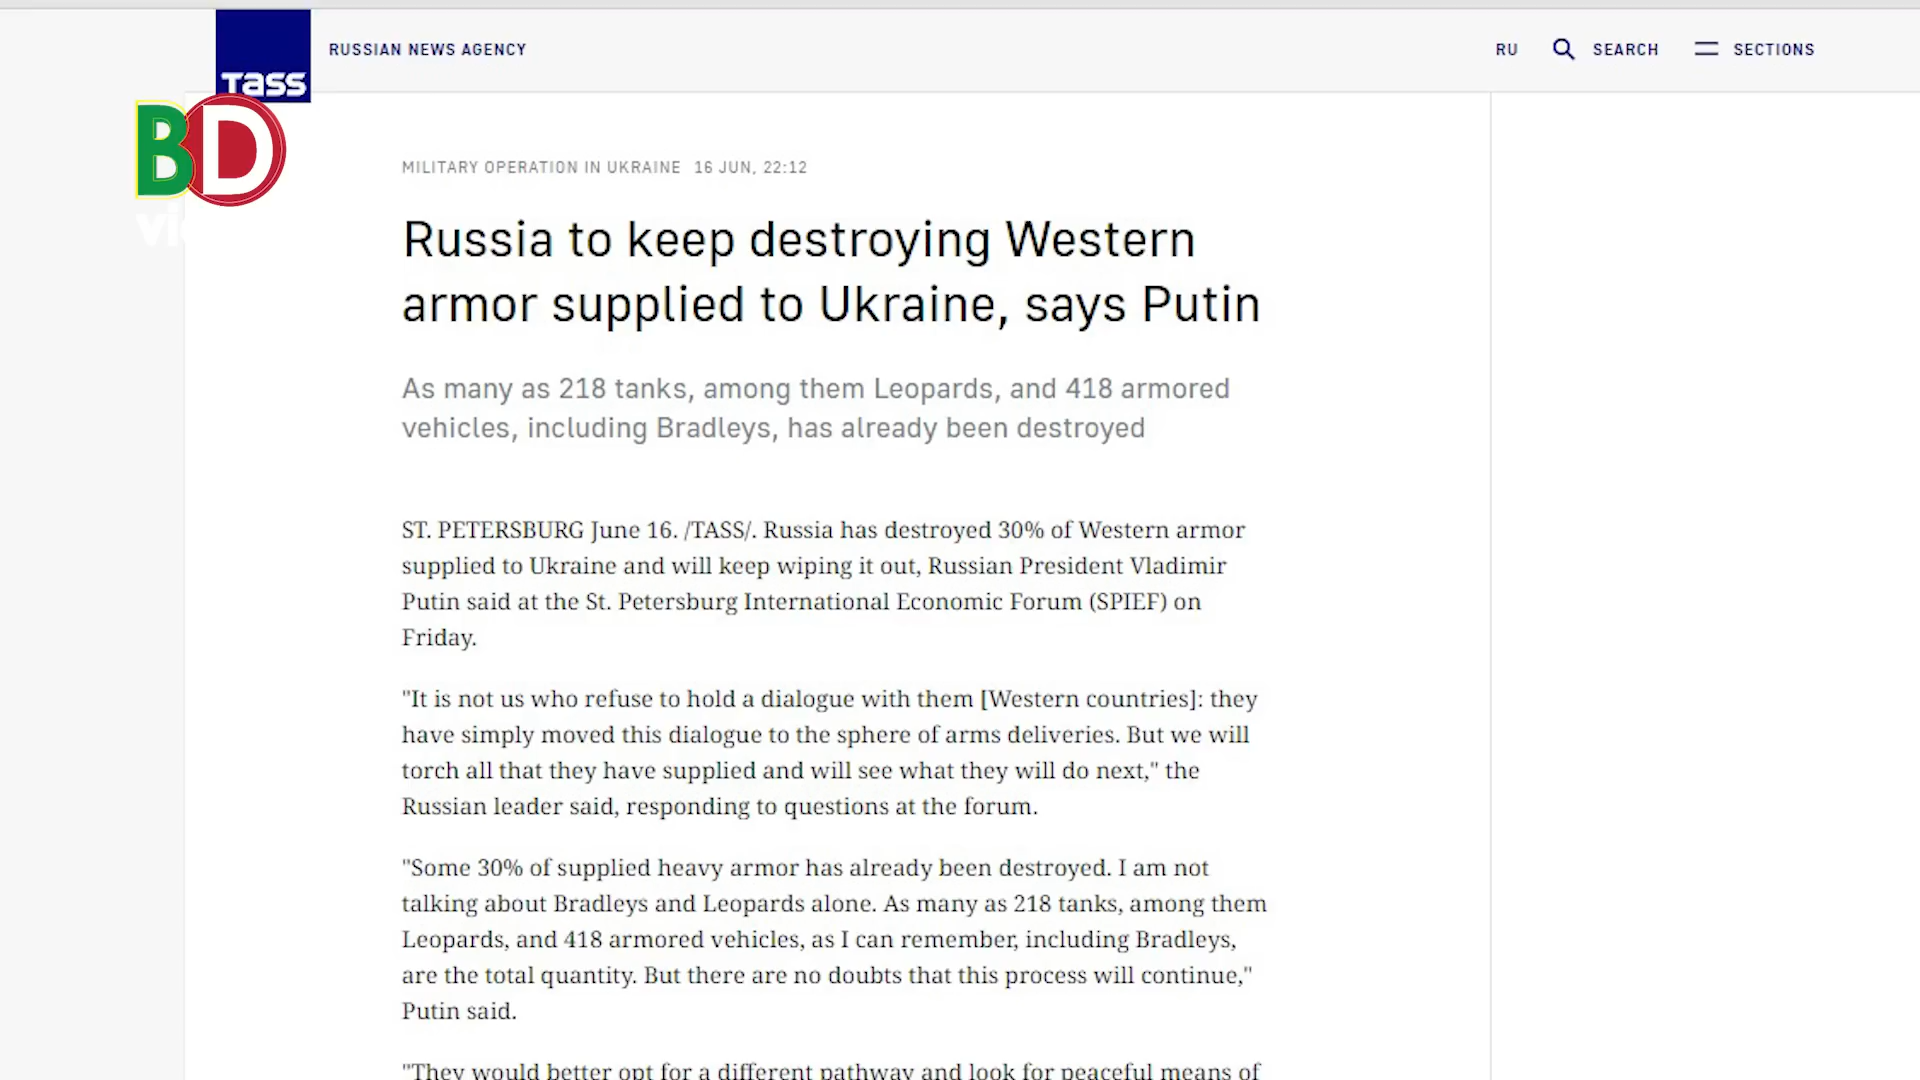 RUSSIAN NEWS AGENCY
RU
SEARCH
SECTIONS
TASS
BD
vi
MILITARY OPERATION IN UKRAINE 16 JUN, 22:12
Russia to keep destroying Western
armor supplied to Ukraine, says Putin
As many as 218 tanks, among them Leopards, and 418 armored
vehicles, including Bradleys, has already been destroyed
ST. PETERSBURG June 16. /TASS/. Russia has destroyed 30% of Western armor
supplied to Ukraine and will keep wiping it out, Russian President Vladimir
Putin said at the St. Petersburg International Economic Forum (SPIEF) on
Friday.
"It is not us who refuse to hold a dialogue with them [Western countries]: they
have simply moved this dialogue to the sphere of arms deliveries. But we will
torch all that they have supplied and will see what they will do next," the
Russian leader said, responding to questions at the forum.
"Some 30% of supplied heavy armor has already been destroyed. I am not
talking about Bradleys and Leopards alone. As many as 218 tanks, among them
Leopards, and 418 armored vehicles, as I can remember, including Bradleys,
are the total quantity. But there are no doubts that this process will continue,"
Putin said.
"They would better opt for a different pathway and look for peaceful means of